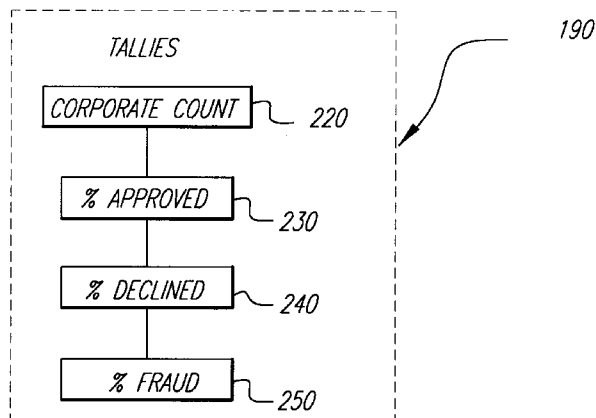 190
TALLIES
CORPORATE COUNT
220
% APPROVED
230
% DECLINED
240
% FRAUD
250